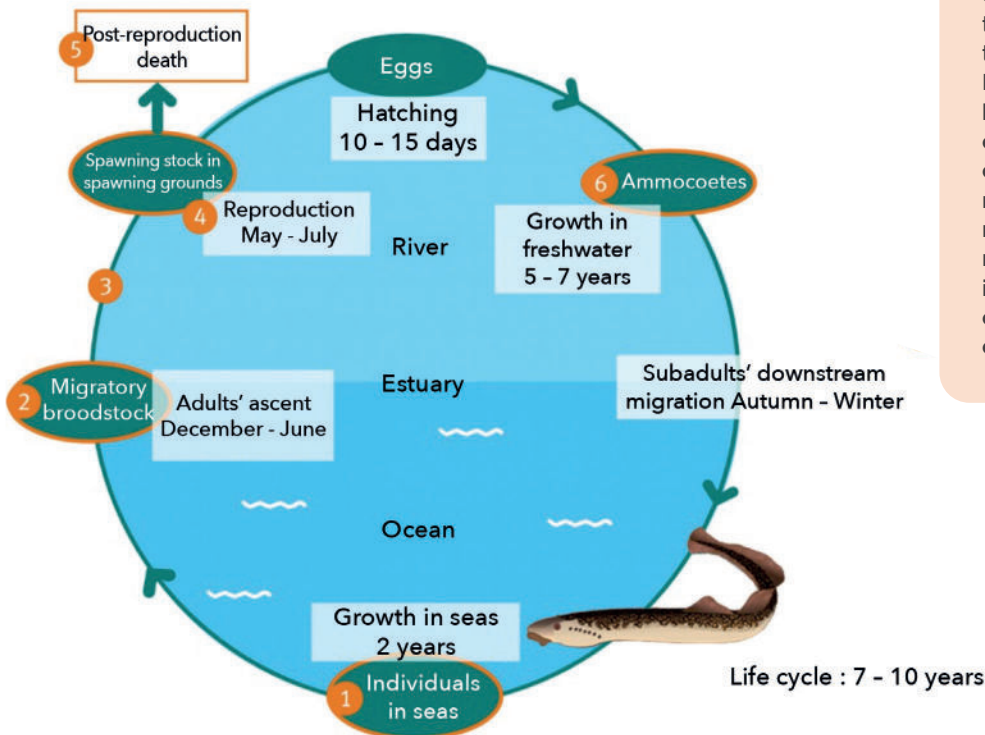 5 Post-reproduction
death
Eggs
Hatching
10 – 15 days
Spawning stock in
spawning grounds
6 Ammocoetes
4 Reproduction
May - July
Growth in
freshwater
5 – 7 years
River
3
2 Migratory
broodstock
Adults’ ascent
December - June
Estuary
Subadults’ downstream
migration Autumn – Winter
Ocean
Growth in seas
2 years
1 Individuals
in seas
Life cycle : 7 – 10 years